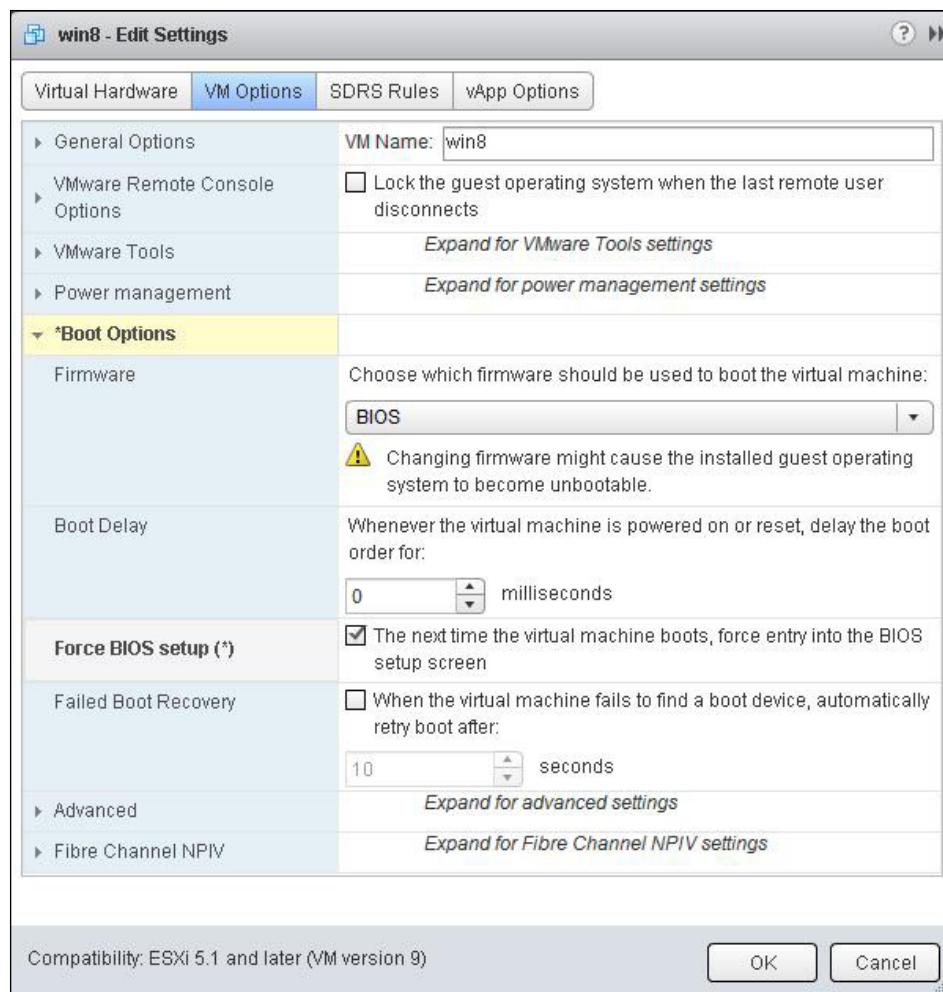 win8 - Edit Settings
?
Virtual Hardware VM Options SDRS Rules vApp Options
General Options VM Name: win8
VMware Remote Console Options Lock the guest operating system when the last remote user
disconnects
VMware Tools Expand for VMware Tools settings
Power management Expand for power management settings
*Boot Options
Firmware Choose which firmware should be used to boot the virtual machine:
BIOS
Changing firmware might cause the installed guest operating
system to become unbootable.
Boot Delay Whenever the virtual machine is powered on or reset, delay the boot
order for:
0 milliseconds
Force BIOS setup (*) The next time the virtual machine boots, force entry into the BIOS
setup screen
Failed Boot Recovery When the virtual machine fails to find a boot device, automatically
retry boot after:
10 seconds
Advanced Expand for advanced settings
Fibre Channel NPIV Expand for Fibre Channel NPIV settings
Compatibility: ESXi 5.1 and later (VM version 9) OK Cancel